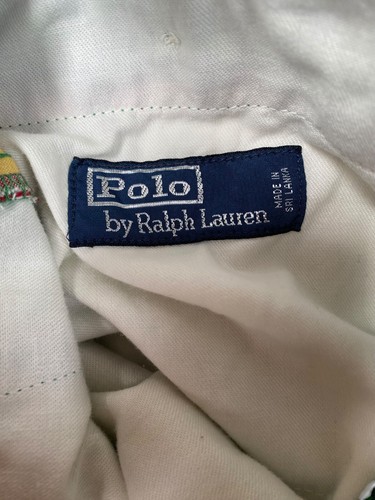 Polo
by Ralph Lauren
MADE IN
SRI LANKA